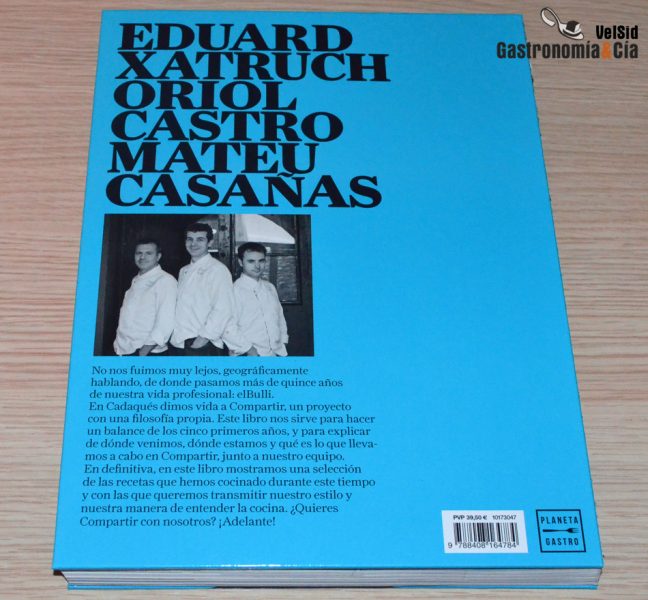 VelSid
Gastronomía&Cía
EDUARD
XATRUCH
ORIOL
CASTRO
MATEU
CASAÑAS
No nos fuimos muy lejos, geográficamente
hablando, de donde pasamos más de quince años
de nuestra vida profesional: elBulli.
En Cadaqués dimos vida a Compartir, un proyecto
con una filosofía propia. Este libro nos sirve para hacer
un balance de los cinco primeros años, y para explicar
de dónde venimos, dónde estamos y qué es lo que lleva-
mos a cabo en Compartir, junto a nuestro equipo.
En definitiva, en este libro mostramos una selección
de las recetas que hemos cocinado durante este tiempo
y con las que queremos transmitir nuestro estilo y
nuestra manera de entender la cocina. ¿Quieres
Compartir con nosotros? ¡Adelante!
PVP 39,50 € 10173047
9 788408 164784
PLANETA
GASTRO